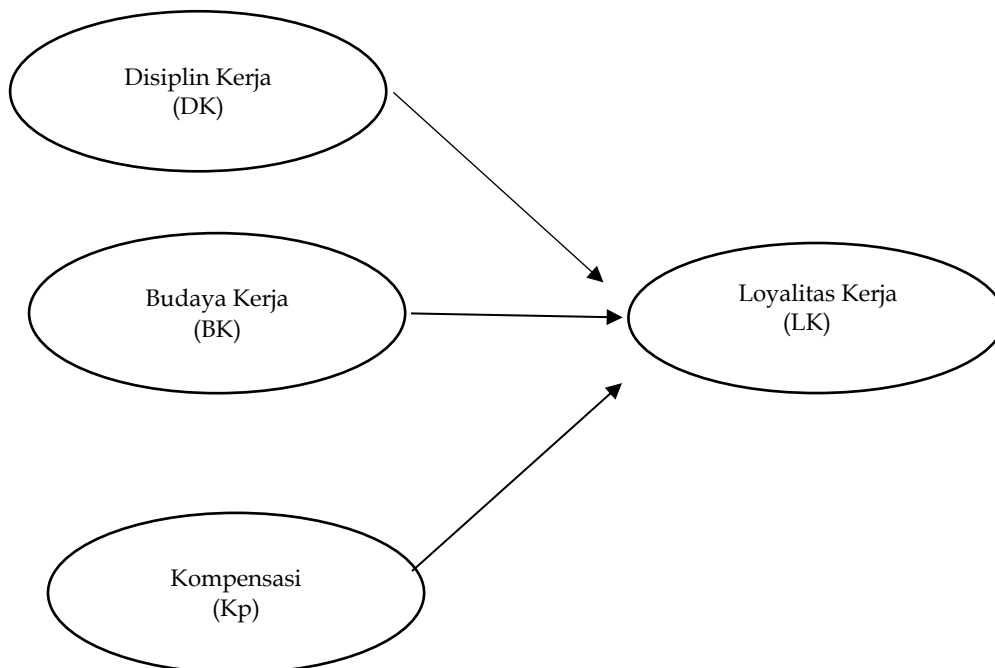 Disiplin Kerja
(DK)
Budaya Kerja
(BK)
Loyalitas Kerja
(LK)
Kompensasi
(Kp)